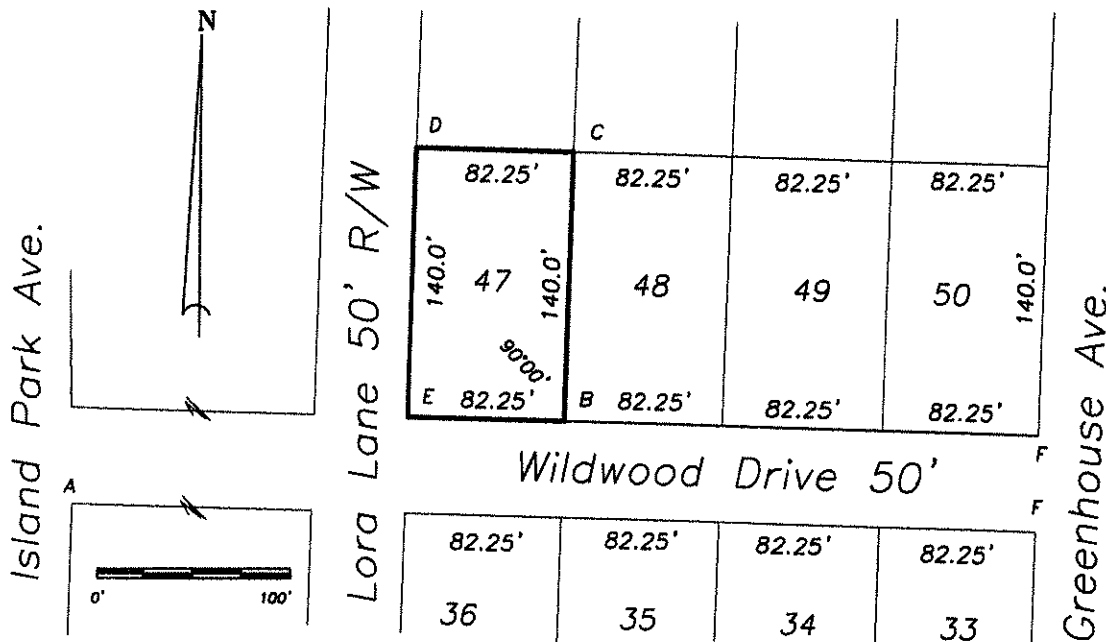 N
D
C
82.25'
82.25'
82.25'
82.25'
Island Park Ave.
Lora Lane 50' R/W
140.0'
47
140.0'
48
49
50
140.0'
Greenhouse Ave.
90°00'
E
82.25'
B
82.25'
82.25'
82.25'
F
Wildwood Drive 50'
A
F
82.25'
82.25'
82.25'
82.25'
0'
100'
36
35
34
33